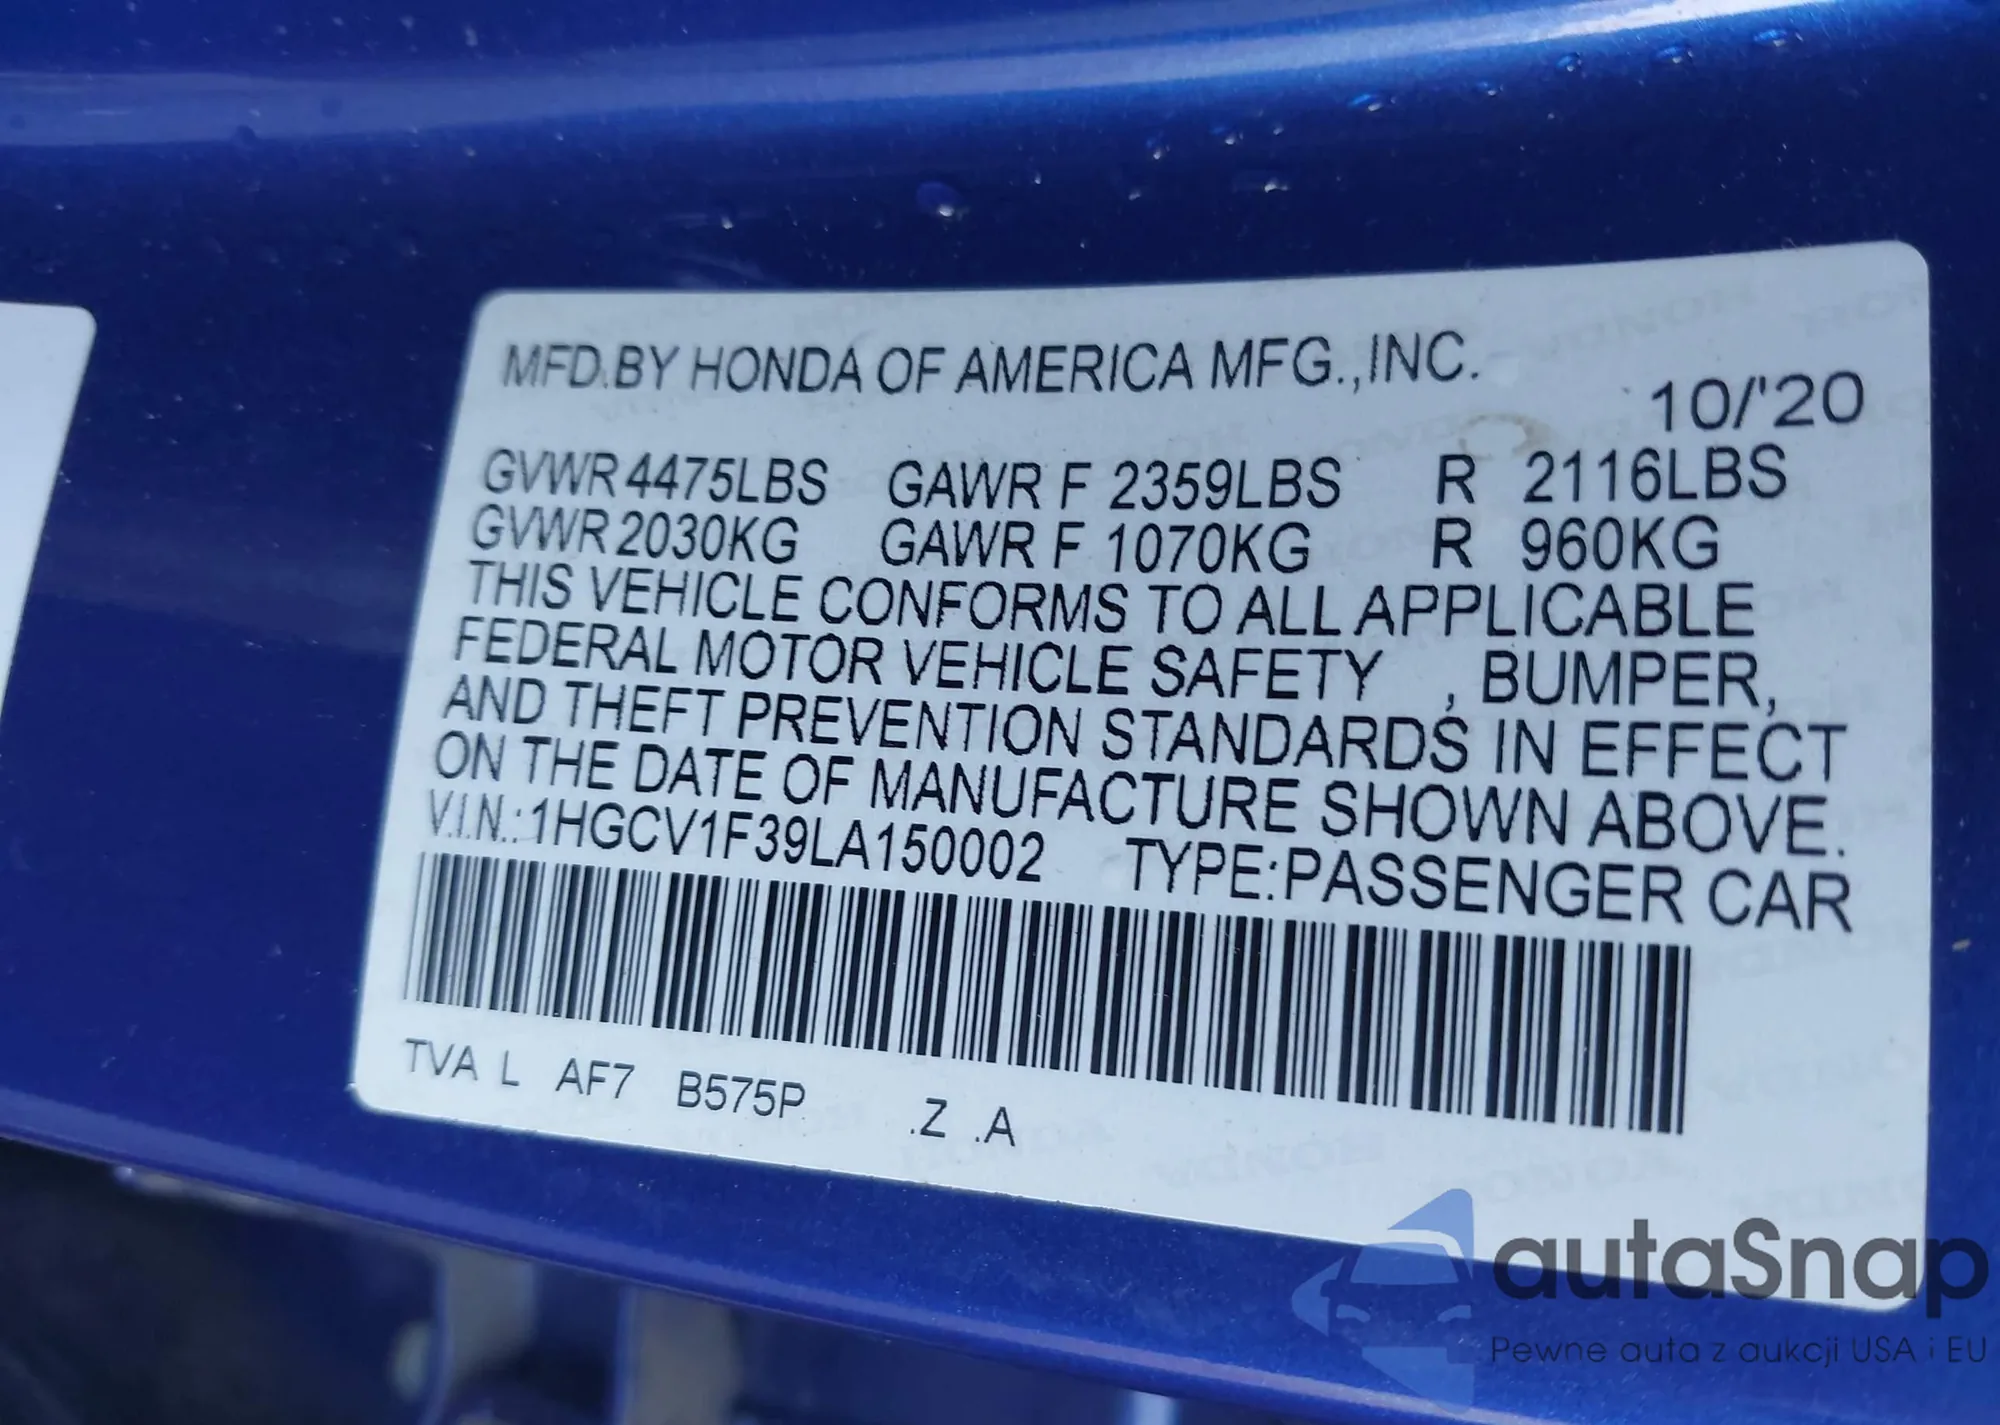 MFD.BY HONDA OF AMERICA MFG.,INC.
10/'20
GVWR 4475LBS GAWR F 2359LBS R 2116LBS
GVWR 2030KG GAWR F 1070KG R 960KG
THIS VEHICLE CONFORMS TO ALL APPLICABLE
FEDERAL MOTOR VEHICLE SAFETY , BUMPER,
AND THEFT PREVENTION STANDARDS IN EFFECT
ON THE DATE OF MANUFACTURE SHOWN ABOVE.
V.I.N.:1HGCV1F39LA150002 TYPE:PASSENGER CAR
TVA L AF7 B575P .Z .A
autaSnap
Pewne auta z aukcji USA i EU